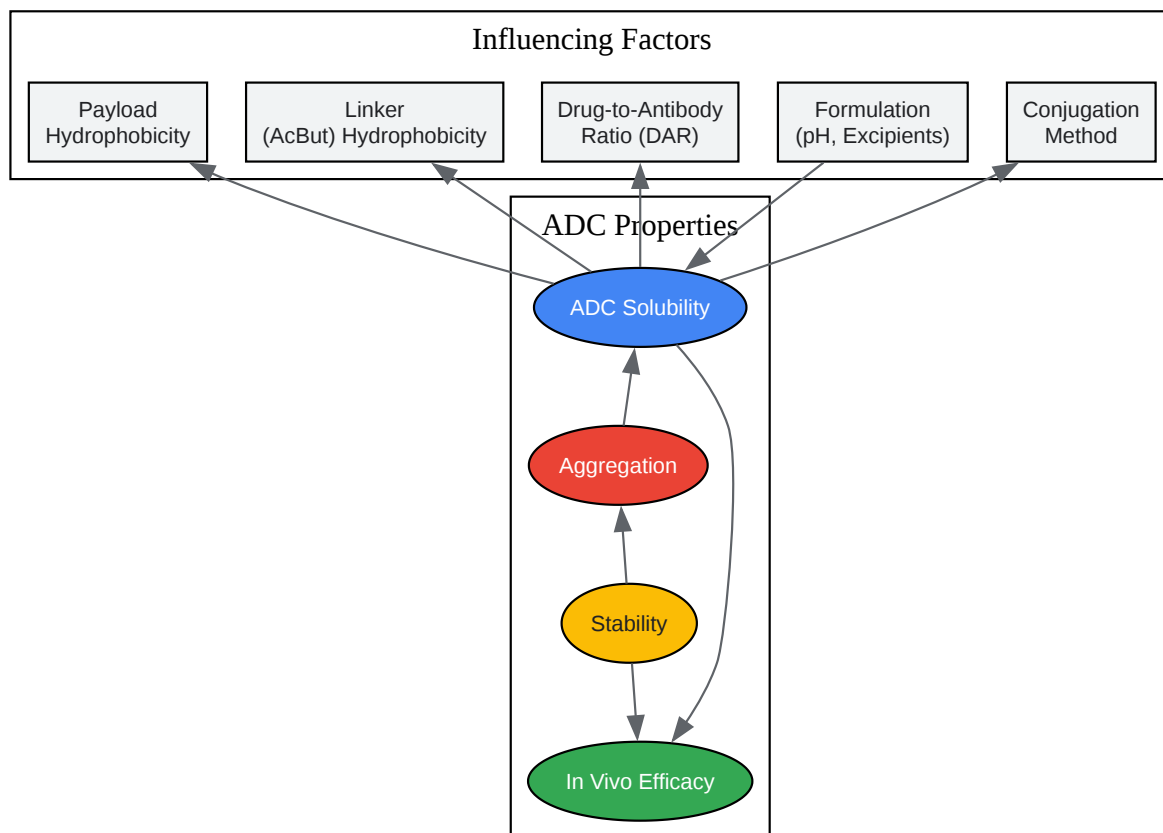 Influencing Factors
Payload
Hydrophobicity
Linker
(AcBut) Hydrophobicity
Drug-to-Antibody
Ratio (DAR)
Formulation
(pH, Excipients)
Conjugation
Method
ADC Properties
ADC Solubility
Aggregation
Stability
In Vivo Efficacy